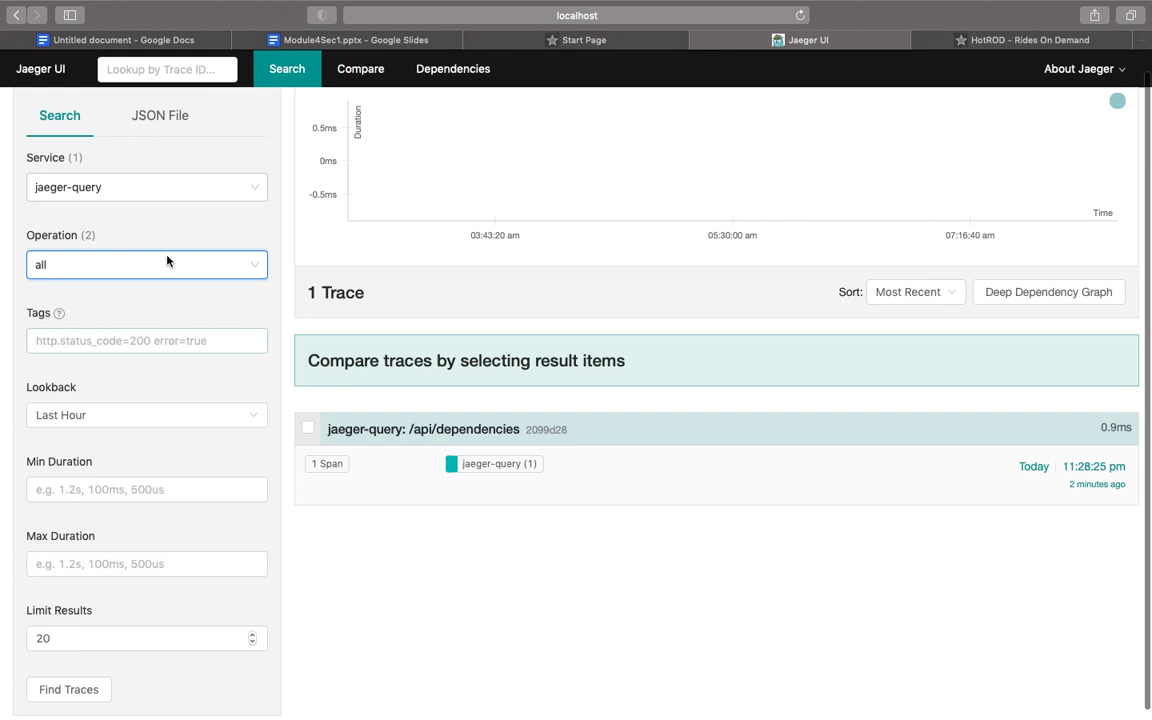 localhost
Untitled document - Google Docs
Module4Sec1.pptx - Google Slides
Start Page
Jaeger UI
HotROD - Rides On Demand
Jaeger UI
Lookup by Trace ID...
Search
Compare
Dependencies
About Jaeger
Search
JSON File
Service (1)
jaeger-query
Operation (2)
all
Tags ?
http.status_code=200 error=true
Lookback
Last Hour
Min Duration
e.g. 1.2s, 100ms, 500us
Max Duration
e.g. 1.2s, 100ms, 500us
Limit Results
20
Find Traces
Duration
0.5ms
0ms
-0.5ms
Time
03:43:20 am
05:30:00 am
07:16:40 am
1 Trace
Sort:
Most Recent
Deep Dependency Graph
Compare traces by selecting result items
jaeger-query: /api/dependencies 2099d28
0.9ms
1 Span
jaeger-query (1)
Today
11:28:25 pm
2 minutes ago